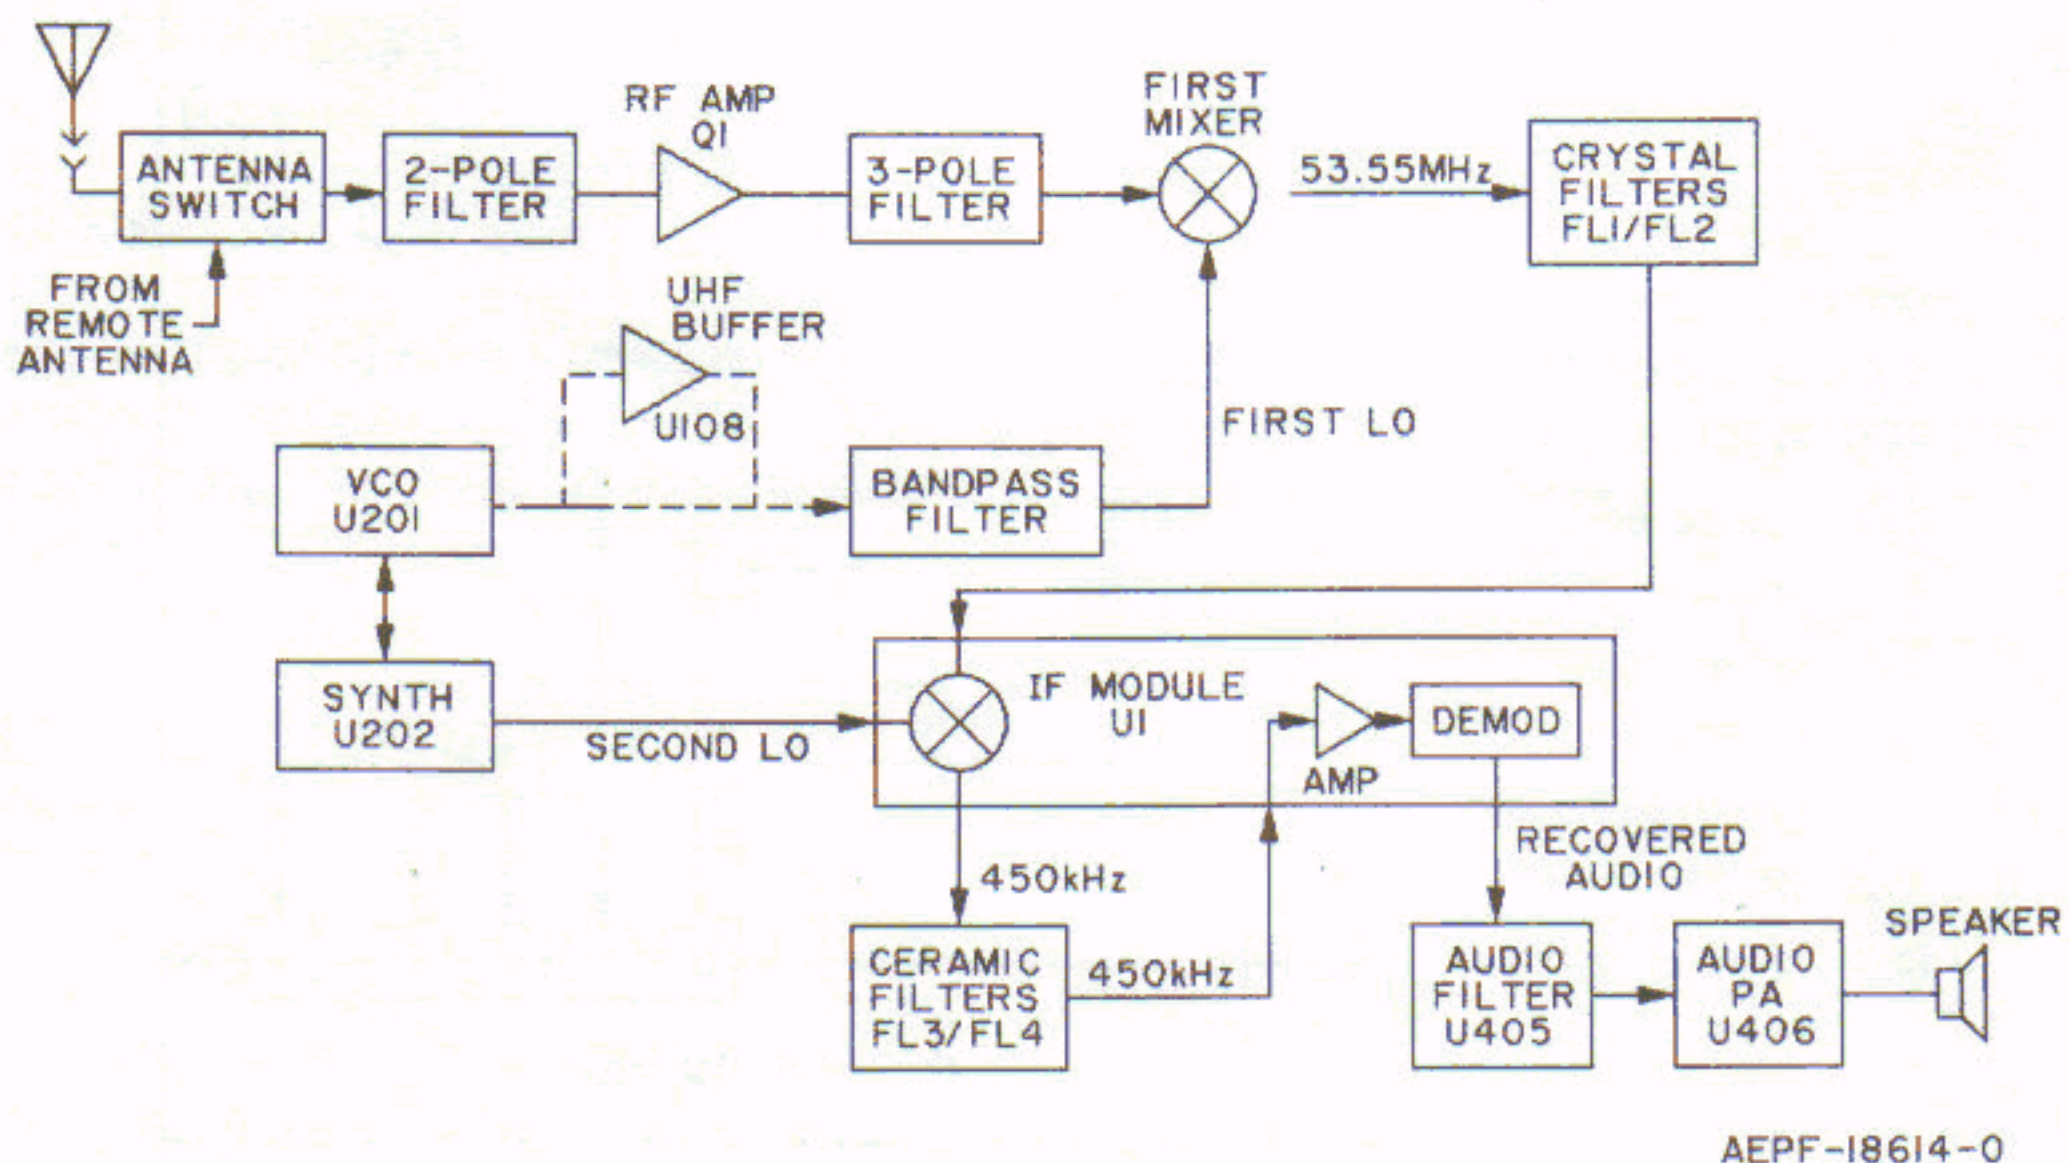 RF AMP
Q1
FIRST
MIXER
ANTENNA
SWITCH
2-POLE
FILTER
3-POLE
FILTER
53.55MHz
CRYSTAL
FILTERS
FL1/FL2
FROM
REMOTE
ANTENNA
UHF
BUFFER
U108
FIRST LO
VCO
U201
BANDPASS
FILTER
SYNTH
U202
SECOND LO
IF MODULE
U1
AMP
DEMOD
RECOVERED
AUDIO
450kHz
CERAMIC
FILTERS
FL3/FL4
450kHz
AUDIO
FILTER
U405
AUDIO
PA
U406
SPEAKER
AEPF-18614-O